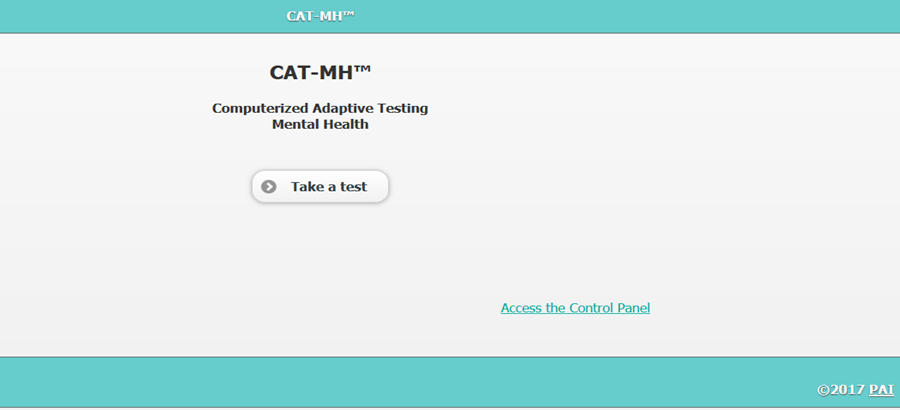 CAT-MH™
CAT-MH™
Computerized Adaptive Testing
Mental Health
Take a test
Access the Control Panel
©2017 PAI